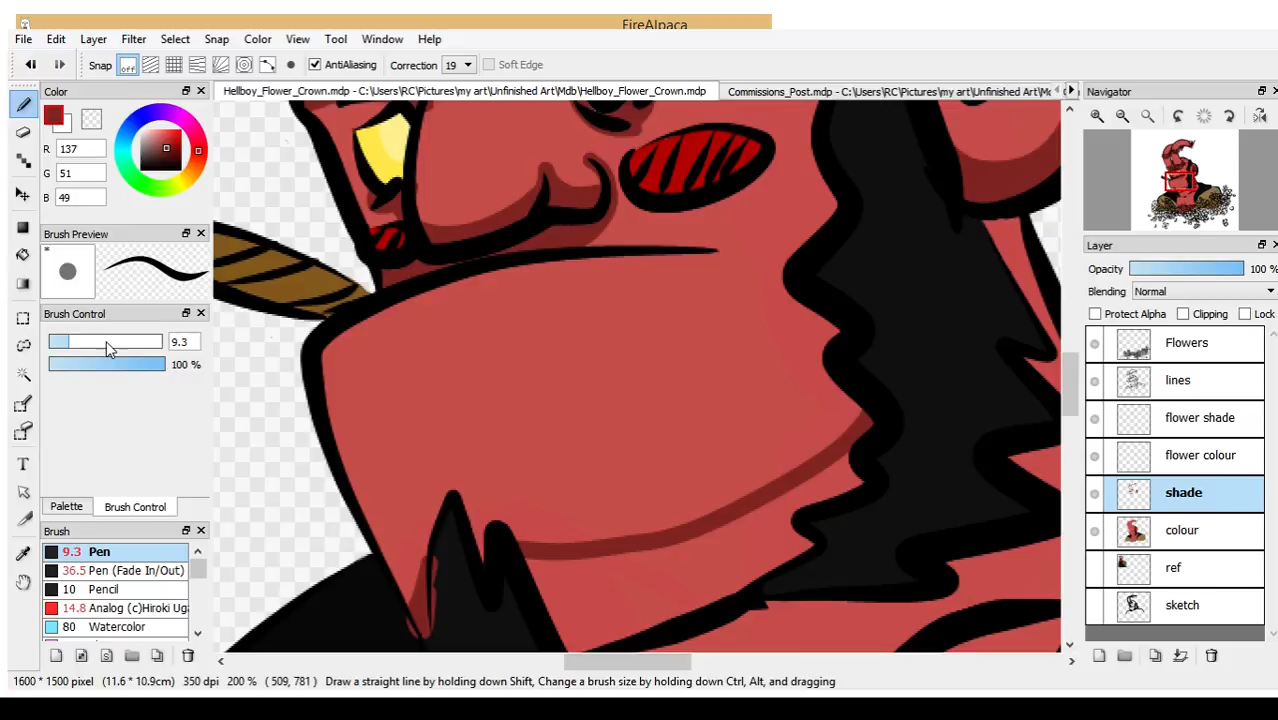 FireAlpaca
File Edit Layer Filter Select Snap Color View Tool Window Help
Snap off AntiAliasing Correction 19 Soft Edge
Color
Hellboy_Flower_Crown.mdp - C:\Users\RC\Pictures\my art\Unfinished Art\Mdb\Hellboy_Flower_Crown.mdp
Commissions_Post.mdp - C:\Users\RC\Pictures\my art\Unfinished Art\M
Navigator
R 137
G 51
B 49
Brush Preview
Layer
Opacity 100 %
Blending Normal
Brush Control
Protect Alpha Clipping Lock
9.3
100 %
Flowers
lines
flower shade
flower colour
shade
colour
ref
sketch
Palette Brush Control
Brush
9.3 Pen
36.5 Pen (Fade In/Out)
10 Pencil
14.8 Analog (c)Hiroki Ug
80 Watercolor
1600 * 1500 pixel (11.6 * 10.9cm) 350 dpi 200 % ( 509, 781 ) Draw a straight line by holding down Shift, Change a brush size by holding down Ctrl, Alt, and dragging